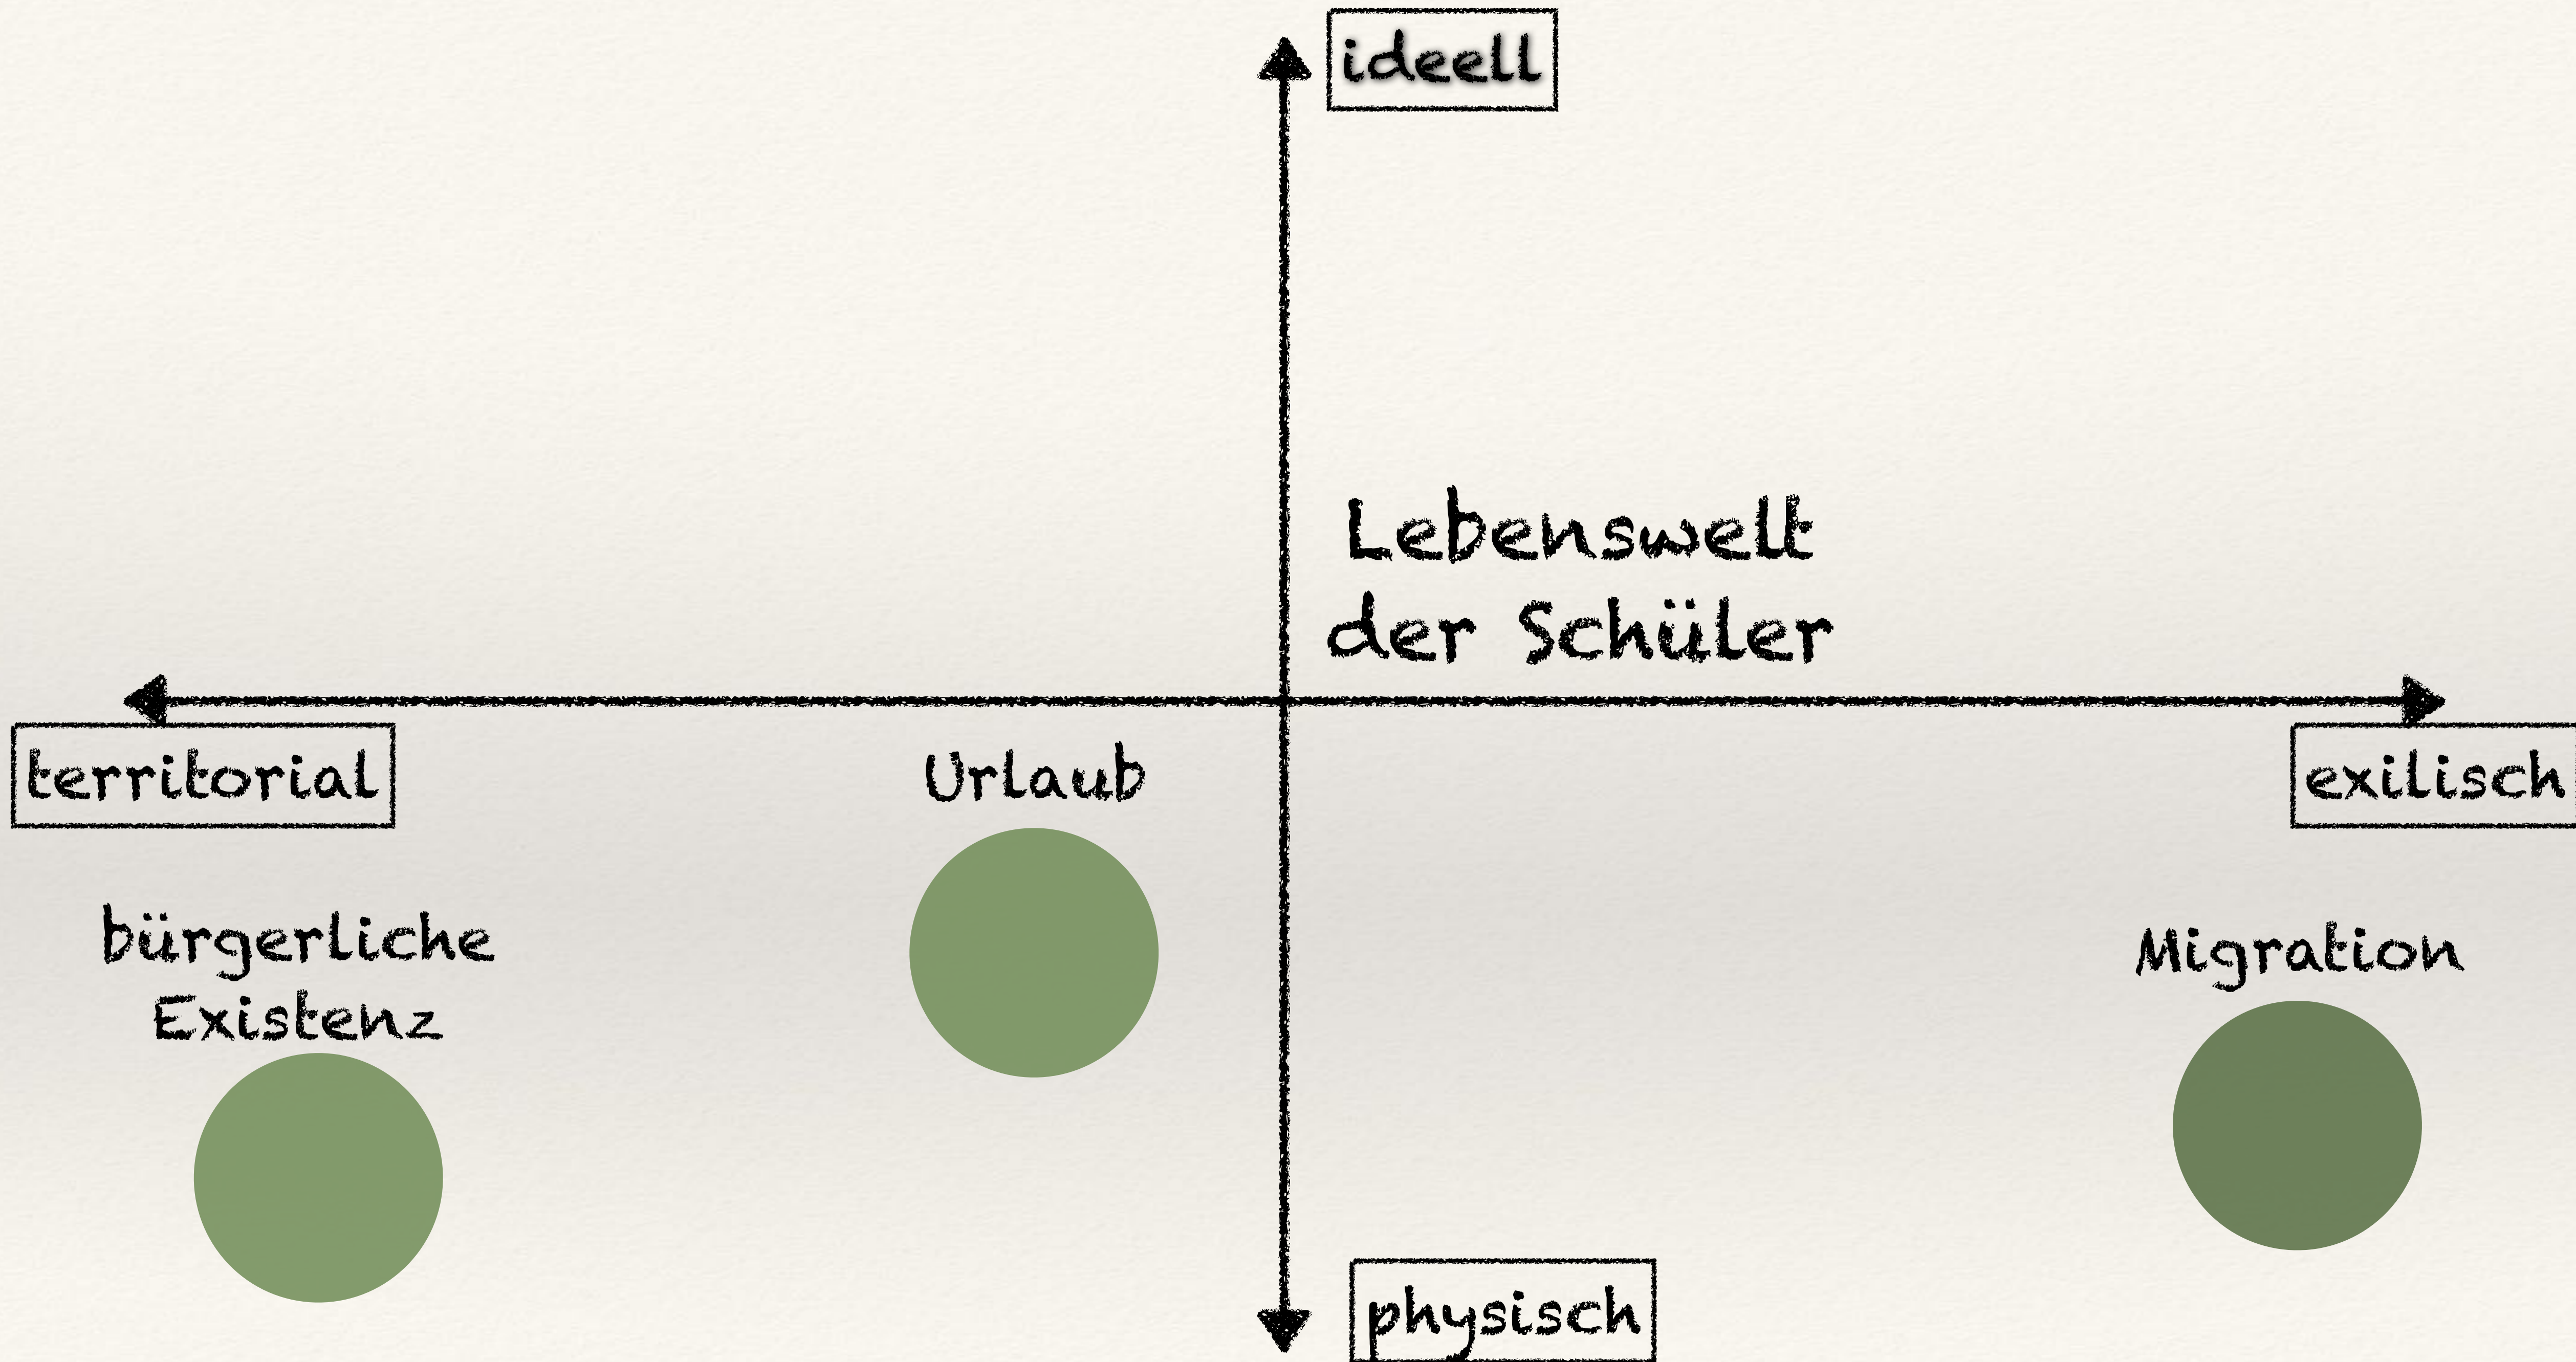 ideell
Lebenswelt
der Schüler
territorial
Urlaub
exilisch
bürgerliche
Existenz
Migration
physisch